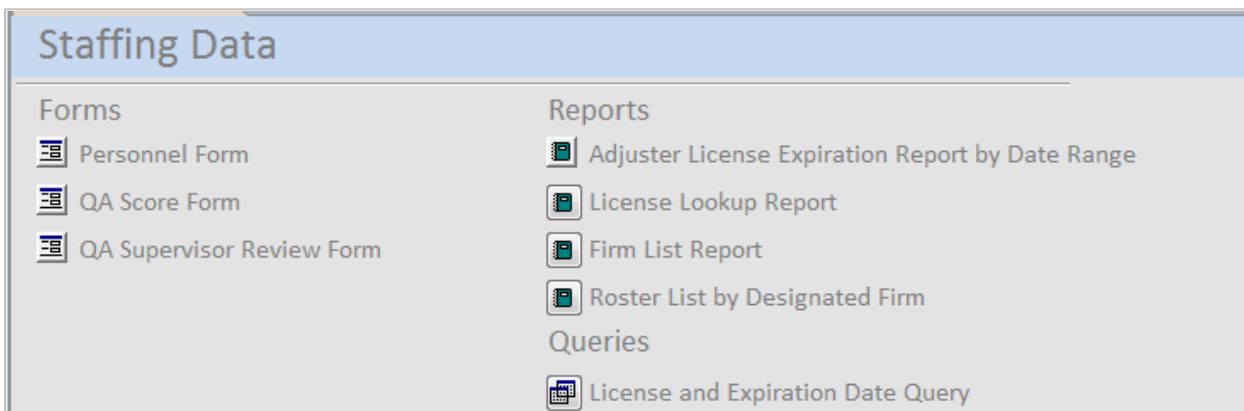 Staffing Data
Forms
Personnel Form
QA Score Form
QA Supervisor Review Form
Reports
Adjuster License Expiration Report by Date Range
License Lookup Report
Firm List Report
Roster List by Designated Firm
Queries
License and Expiration Date Query